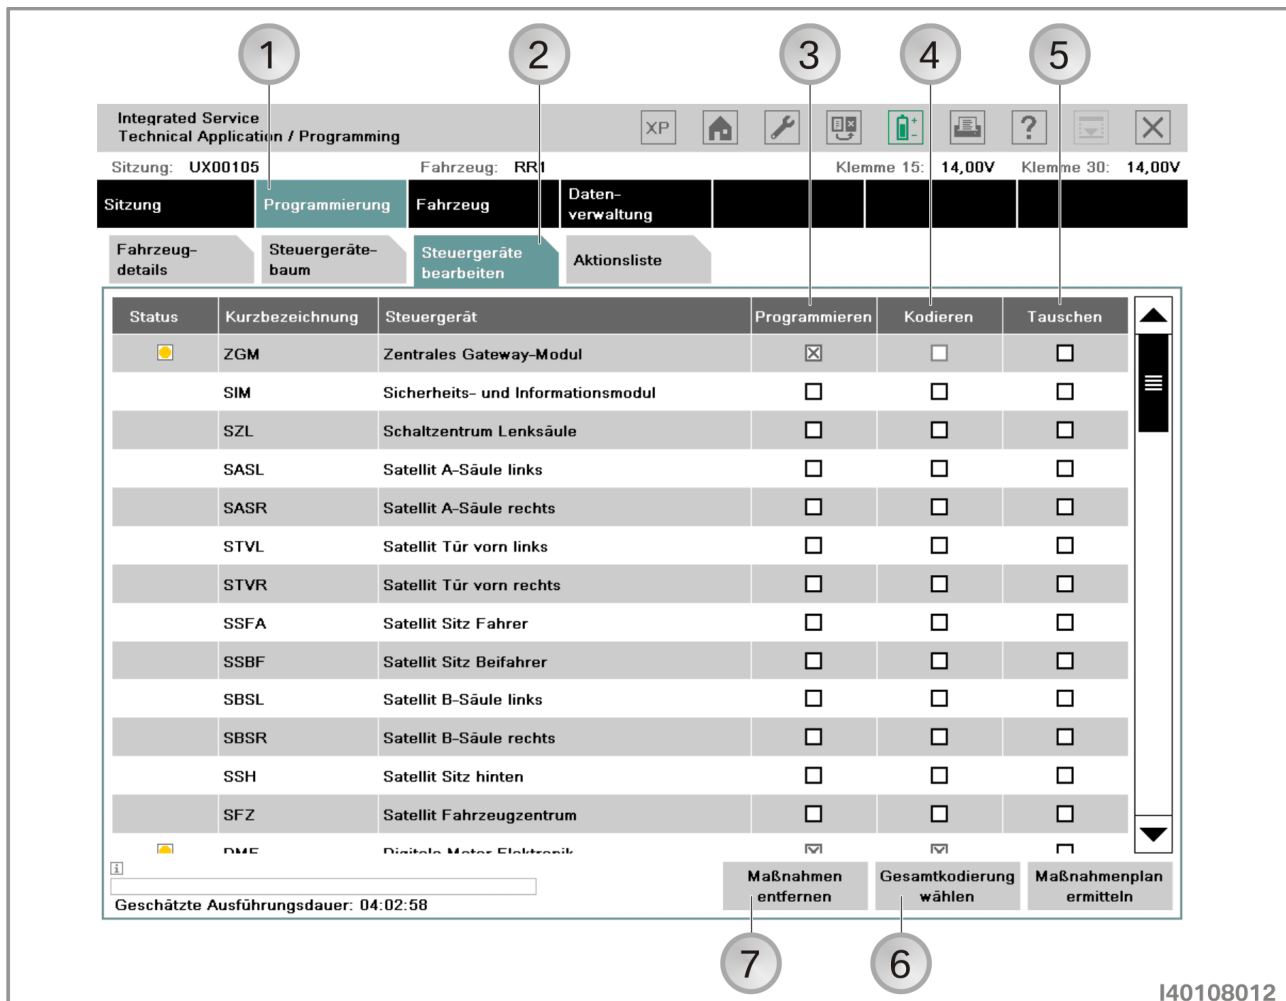 1 2 3 4 5
Integrated Service
Technical Application / Programming
XP
?
Sitzung: UX00105 Fahrzeug: RR1 Klemme 15: 14,00V Klemme 30: 14,00V
Sitzung Programmierung Fahrzeug Daten-
verwaltung
Fahrzeug-
details
Steuergeräte-
baum
Steuergeräte
bearbeiten
Aktionsliste
Status Kurzbezeichnung Steuergerät Programmieren Kodieren Tauschen
ZGM Zentrales Gateway-Modul
SIM Sicherheits- und Informationsmodul
SZL Schaltzentrum Lenksäule
SASL Satellit A-Säule links
SASR Satellit A-Säule rechts
STVL Satellit Tür vorn links
STVR Satellit Tür vorn rechts
SSFA Satellit Sitz Fahrer
SSBF Satellit Sitz Beifahrer
SBSL Satellit B-Säule links
SBSR Satellit B-Säule rechts
SSH Satellit Sitz hinten
SFZ Satellit Fahrzeugzentrum
DME Digitale Motor Elektronik
i
Geschätzte Ausführungsdauer: 04:02:58
Maßnahmen
entfernen
Gesamtkodierung
wählen
Maßnahmenplan
ermitteln
7 6
I40108012